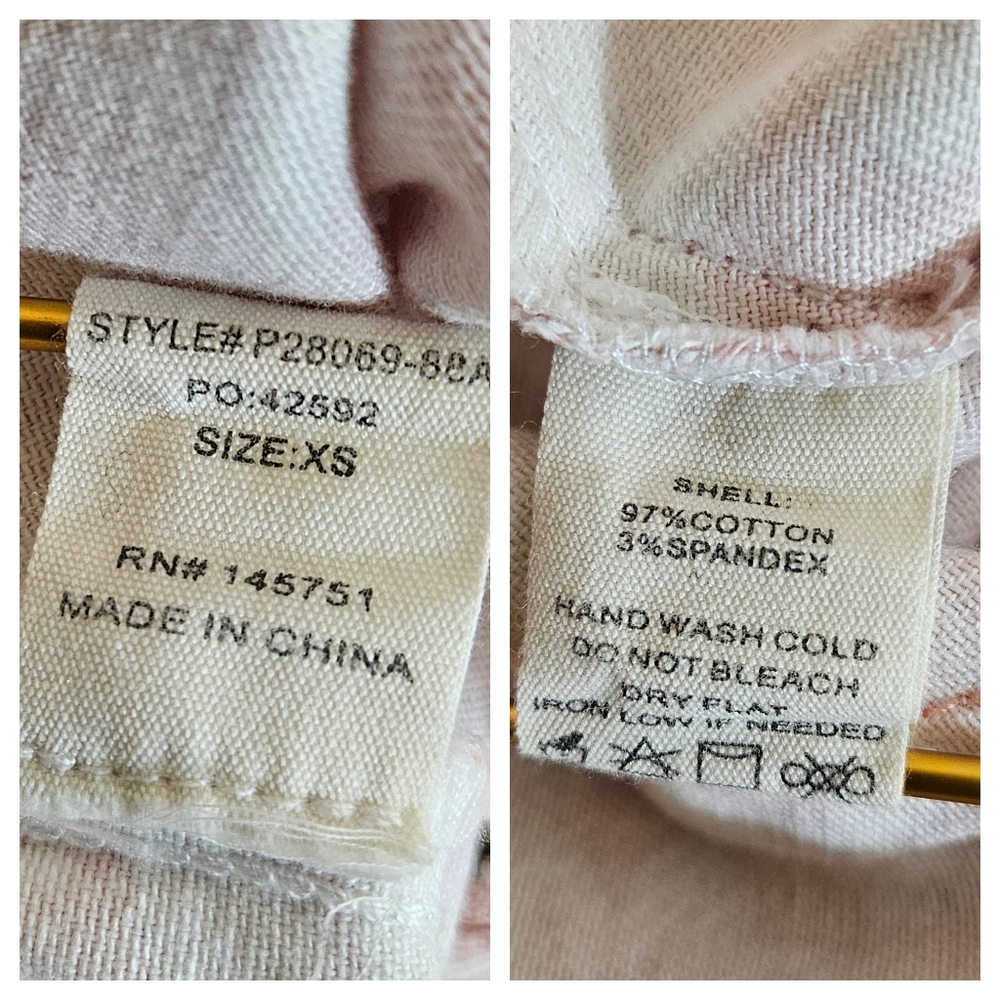 STYLE# P28069-88A
PO:42592
SIZE:XS
RN# 145751
MADE IN CHINA
SHELL:
97%COTTON
3%SPANDEX
HAND WASH COLD
DO NOT BLEACH
DRY FLAT
IRON LOW IF NEEDED